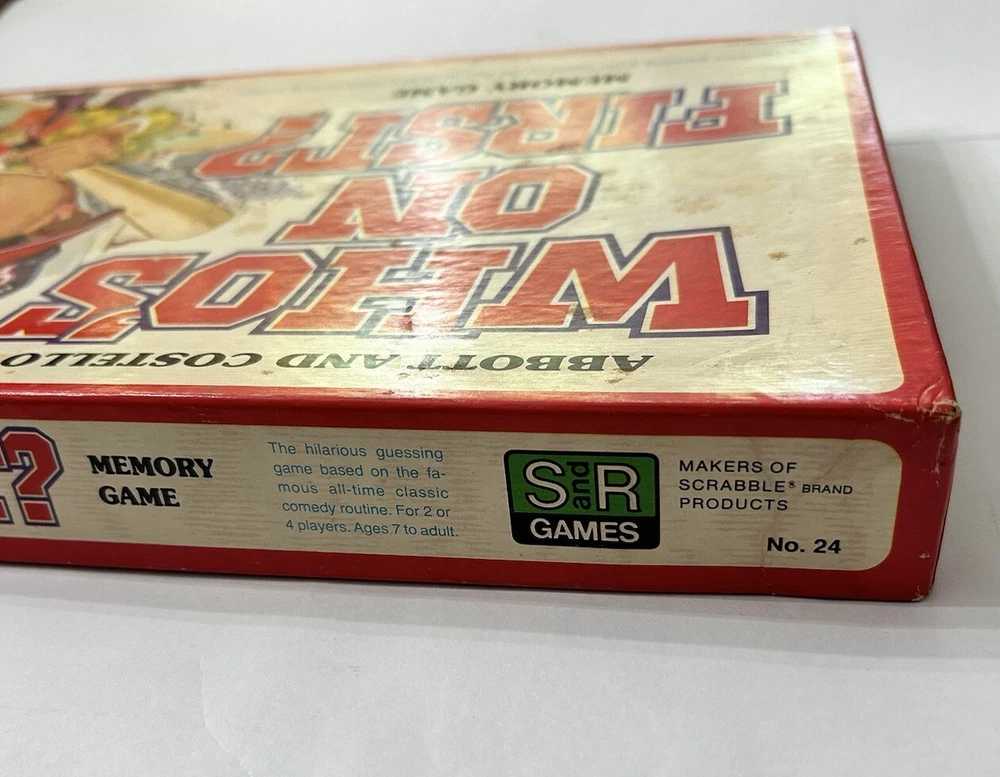 ABBOTT AND COSTELLO
WHO'S
ON
FIRST?
MEMORY GAME
?
MEMORY
GAME
The hilarious guessing
game based on the fa-
mous all-time classic
comedy routine. For 2 or
4 players. Ages 7 to adult.
S and R
GAMES
MAKERS OF
SCRABBLE® BRAND
PRODUCTS
No. 24